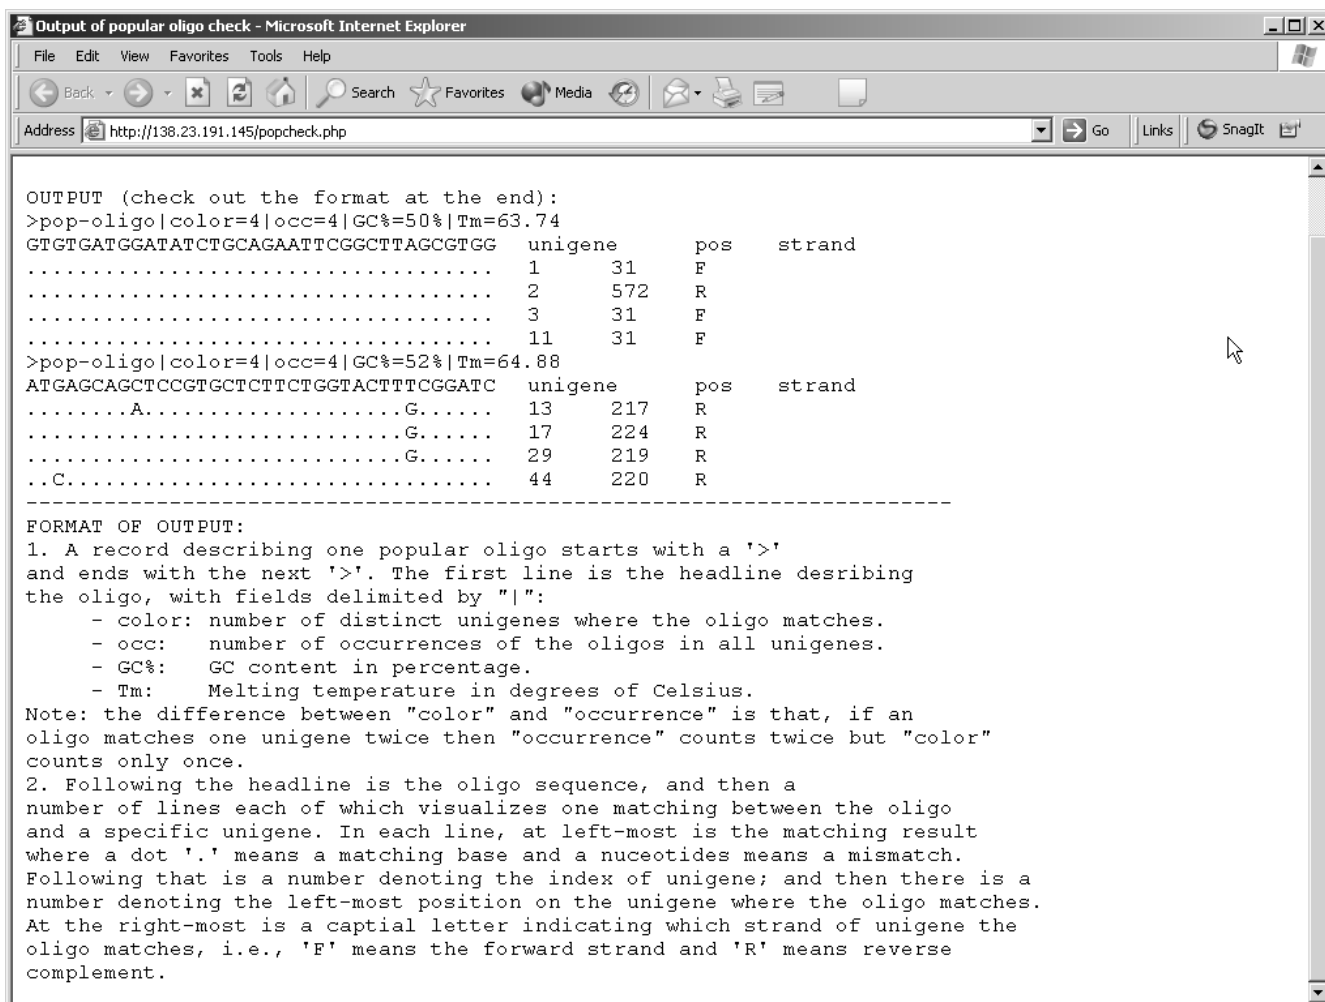 Output of popular oligo check - Microsoft Internet Explorer
File Edit View Favorites Tools Help
Back Search Favorites Media
Address http://138.23.191.145/popcheck.php Go Links SnagIt
OUTPUT (check out the format at the end):
>pop-oligo|color=4|occ=4|GC%=50%|Tm=63.74
GTGTGATGGATATCTGCAGAATTCGGCTTAGCGTGG unigene pos strand
.................................... 1 31 F
.................................... 2 572 R
.................................... 3 31 F
.................................... 11 31 F
>pop-oligo|color=4|occ=4|GC%=52%|Tm=64.88
ATGAGCAGCTCCGTGCTCTTCTGGTACTTTCGGATC unigene pos strand
........A....................G...... 13 217 R
.............................G...... 17 224 R
.............................G...... 29 219 R
..C................................. 44 220 R
------------------------------------------------------------------------
FORMAT OF OUTPUT:
1. A record describing one popular oligo starts with a '>'
and ends with the next '>'. The first line is the headline desribing
the oligo, with fields delimited by "|":
- color: number of distinct unigenes where the oligo matches.
- occ: number of occurrences of the oligos in all unigenes.
- GC%: GC content in percentage.
- Tm: Melting temperature in degrees of Celsius.
Note: the difference between "color" and "occurrence" is that, if an
oligo matches one unigene twice then "occurrence" counts twice but "color"
counts only once.
2. Following the headline is the oligo sequence, and then a
number of lines each of which visualizes one matching between the oligo
and a specific unigene. In each line, at left-most is the matching result
where a dot '.' means a matching base and a nuceotides means a mismatch.
Following that is a number denoting the index of unigene; and then there is a
number denoting the left-most position on the unigene where the oligo matches.
At the right-most is a captial letter indicating which strand of unigene the
oligo matches, i.e., 'F' means the forward strand and 'R' means reverse
complement.